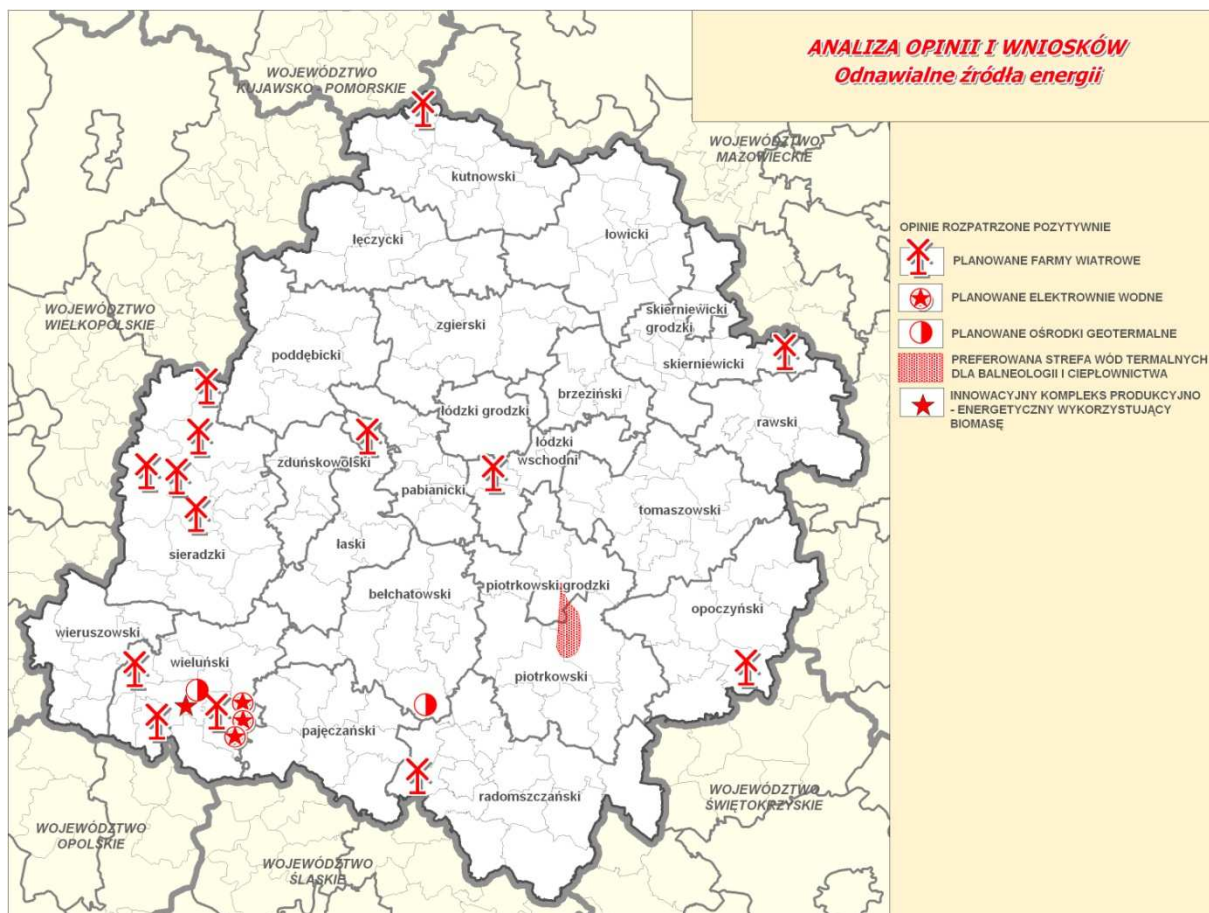 ANALIZA OPINII I WNIOSKÓW
Odnawialne źródła energii
WOJEWÓDZTWO
KUJAWSKO - POMORSKIE
WOJEWÓDZTWO
MAZOWIECKIE
kutnowski
łęczycki
łowicki
WOJEWÓDZTWO
WIELKOPOLSKIE
zgierski
skierniewicki
grodzki
poddębicki
skierniewicki
brzeziński
łódzki grodzki
rawski
łódzki
wschodni
zduńskowolski
pabianicki
tomaszowski
łaski
sieradzki
piotrkowski grodzki
bełchatowski
opoczyński
wieruszowski
wieluński
piotrkowski
pajęczański
radomszczański
WOJEWÓDZTWO
ŚWIĘTOKRZYSKIE
WOJEWÓDZTWO
OPOLSKIE
WOJEWÓDZTWO
ŚLASKIE
OPINIE ROZPATRZONE POZYTYWNIE
PLANOWANE FARMY WIATROWE
PLANOWANE ELEKTROWNIE WODNE
PLANOWANE OŚRODKI GEOTERMALNE
PREFEROWANA STREFA WÓD TERMALNYCH
DLA BALNEOLOGII I CIEPŁOWNICTWA
INNOWACYJNY KOMPLEKS PRODUKCYJNO
- ENERGETYCZNY WYKORZYSTUJĄCY
BIOMASĘ